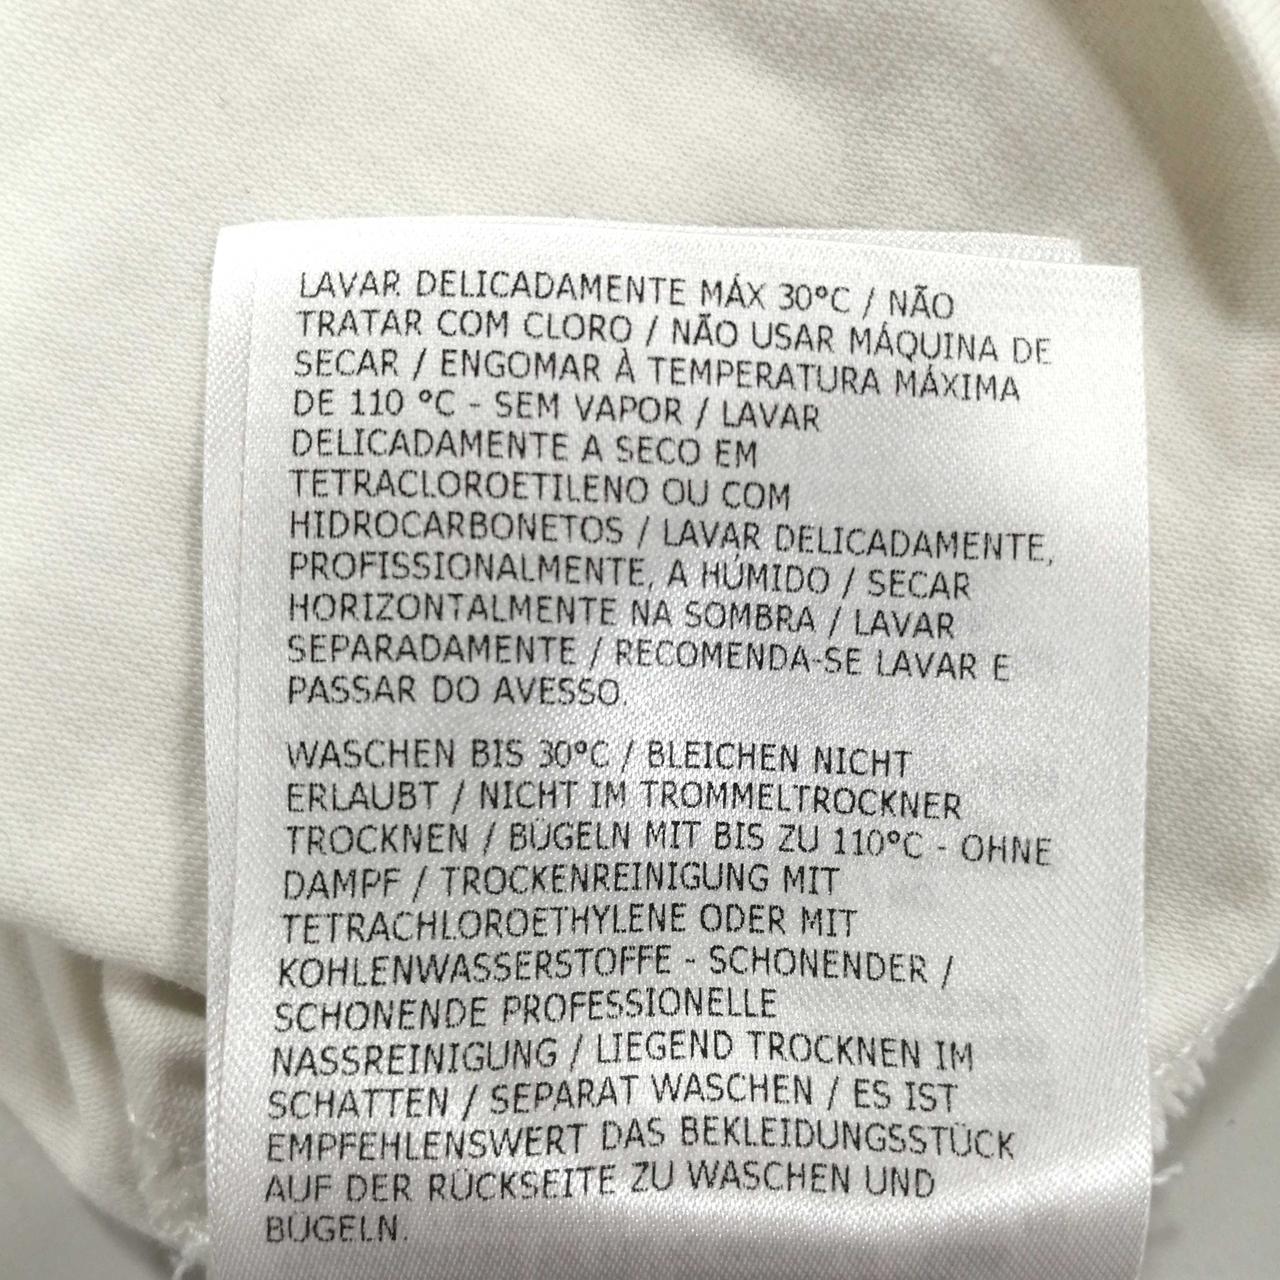 LAVAR DELICADAMENTE MÁX 30°C / NÃO
TRATAR COM CLORO / NÃO USAR MÁQUINA DE
SECAR / ENGOMAR À TEMPERATURA MÁXIMA
DE 110 °C - SEM VAPOR / LAVAR
DELICADAMENTE A SECO EM
TETRACLOROETILENO OU COM
HIDROCARBONETOS / LAVAR DELICADAMENTE,
PROFISSIONALMENTE, A HÚMIDO / SECAR
HORIZONTALMENTE NA SOMBRA / LAVAR
SEPARADAMENTE / RECOMENDA-SE LAVAR E
PASSAR DO AVESSO.
WASCHEN BIS 30°C / BLEICHEN NICHT
ERLAUBT / NICHT IM TROMMELTROCKNER
TROCKNEN / BÜGELN MIT BIS ZU 110°C - OHNE
DAMPF / TROCKENREINIGUNG MIT
TETRACHLOROETHYLENE ODER MIT
KOHLENWASSERSTOFFE - SCHONENDER /
SCHONENDE PROFESSIONELLE
NASSREINIGUNG / LIEGEND TROCKNEN IM
SCHATTEN / SEPARAT WASCHEN / ES IST
EMPFEHLENSWERT DAS BEKLEIDUNGSSTÜCK
AUF DER RÜCKSEITE ZU WASCHEN UND
BÜGELN.